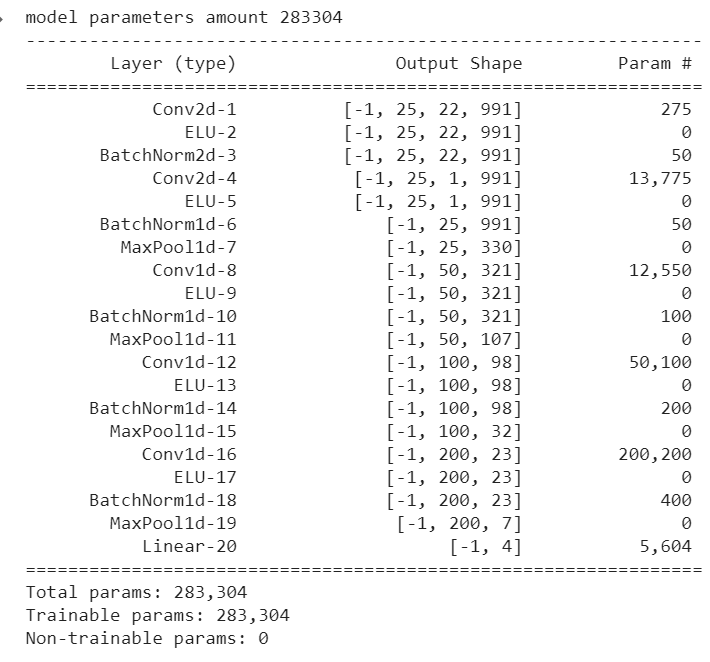 model parameters amount 283304
----------------------------------------------------------------
Layer (type) Output Shape Param #
================================================================
Conv2d-1 [-1, 25, 22, 991] 275
ELU-2 [-1, 25, 22, 991] 0
BatchNorm2d-3 [-1, 25, 22, 991] 50
Conv2d-4 [-1, 25, 1, 991] 13,775
ELU-5 [-1, 25, 1, 991] 0
BatchNorm1d-6 [-1, 25, 991] 50
MaxPool1d-7 [-1, 25, 330] 0
Conv1d-8 [-1, 50, 321] 12,550
ELU-9 [-1, 50, 321] 0
BatchNorm1d-10 [-1, 50, 321] 100
MaxPool1d-11 [-1, 50, 107] 0
Conv1d-12 [-1, 100, 98] 50,100
ELU-13 [-1, 100, 98] 0
BatchNorm1d-14 [-1, 100, 98] 200
MaxPool1d-15 [-1, 100, 32] 0
Conv1d-16 [-1, 200, 23] 200,200
ELU-17 [-1, 200, 23] 0
BatchNorm1d-18 [-1, 200, 23] 400
MaxPool1d-19 [-1, 200, 7] 0
Linear-20 [-1, 4] 5,604
================================================================
Total params: 283,304
Trainable params: 283,304
Non-trainable params: 0